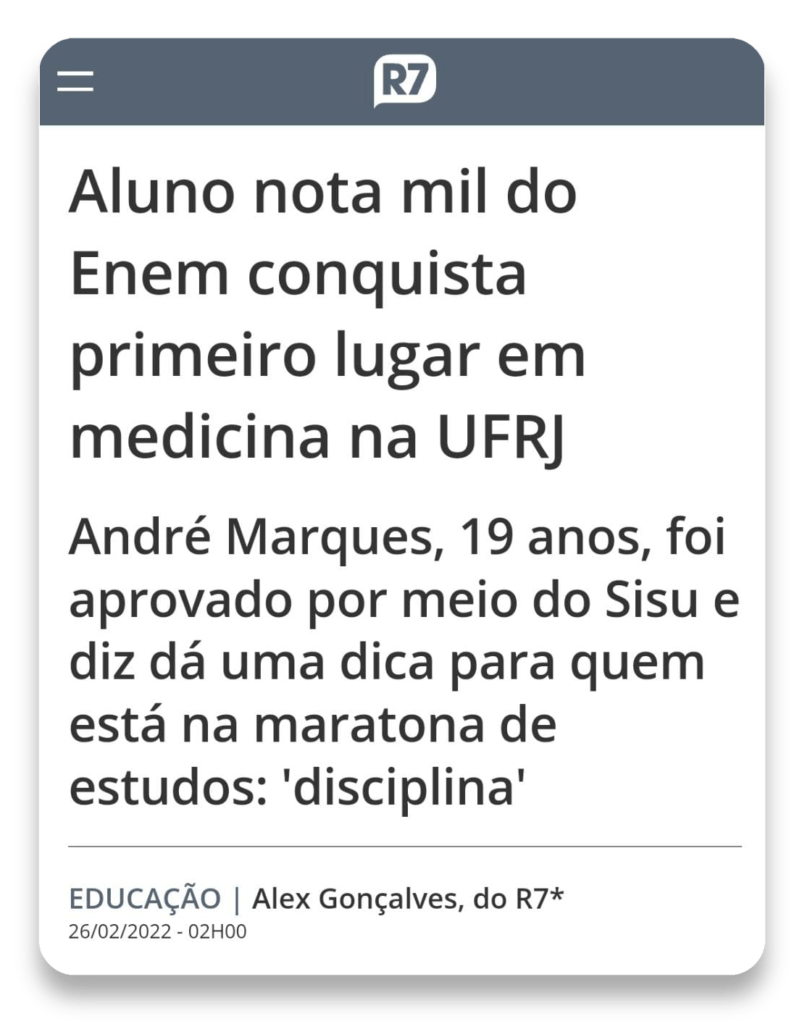 R7
Aluno nota mil do
Enem conquista
primeiro lugar em
medicina na UFRJ
André Marques, 19 anos, foi
aprovado por meio do Sisu e
diz dá uma dica para quem
está na maratona de
estudos: 'disciplina'
EDUCAÇÃO | Alex Gonçalves, do R7*
26/02/2022 - 02H00